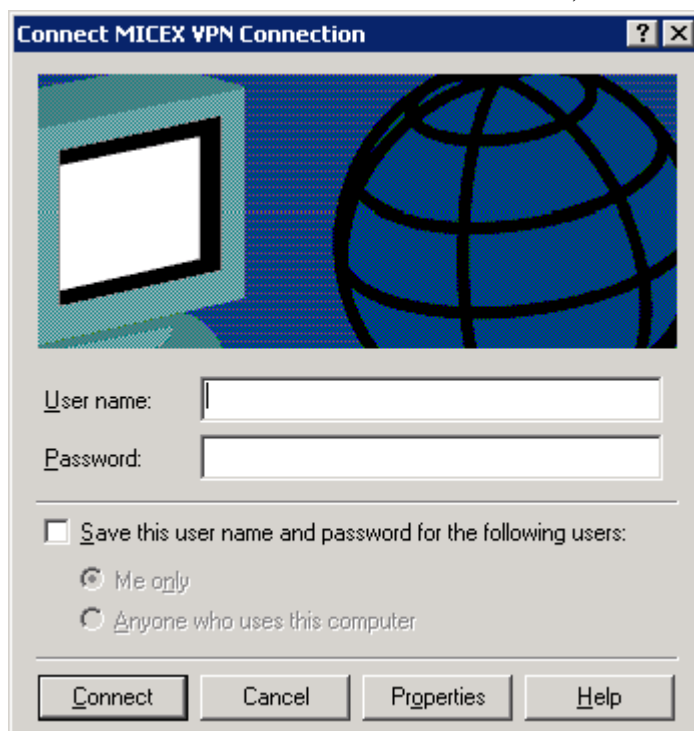 Connect MICEX VPN Connection
User name:
Password:
Save this user name and password for the following users:
Me only
Anyone who uses this computer
Connect Cancel Properties Help